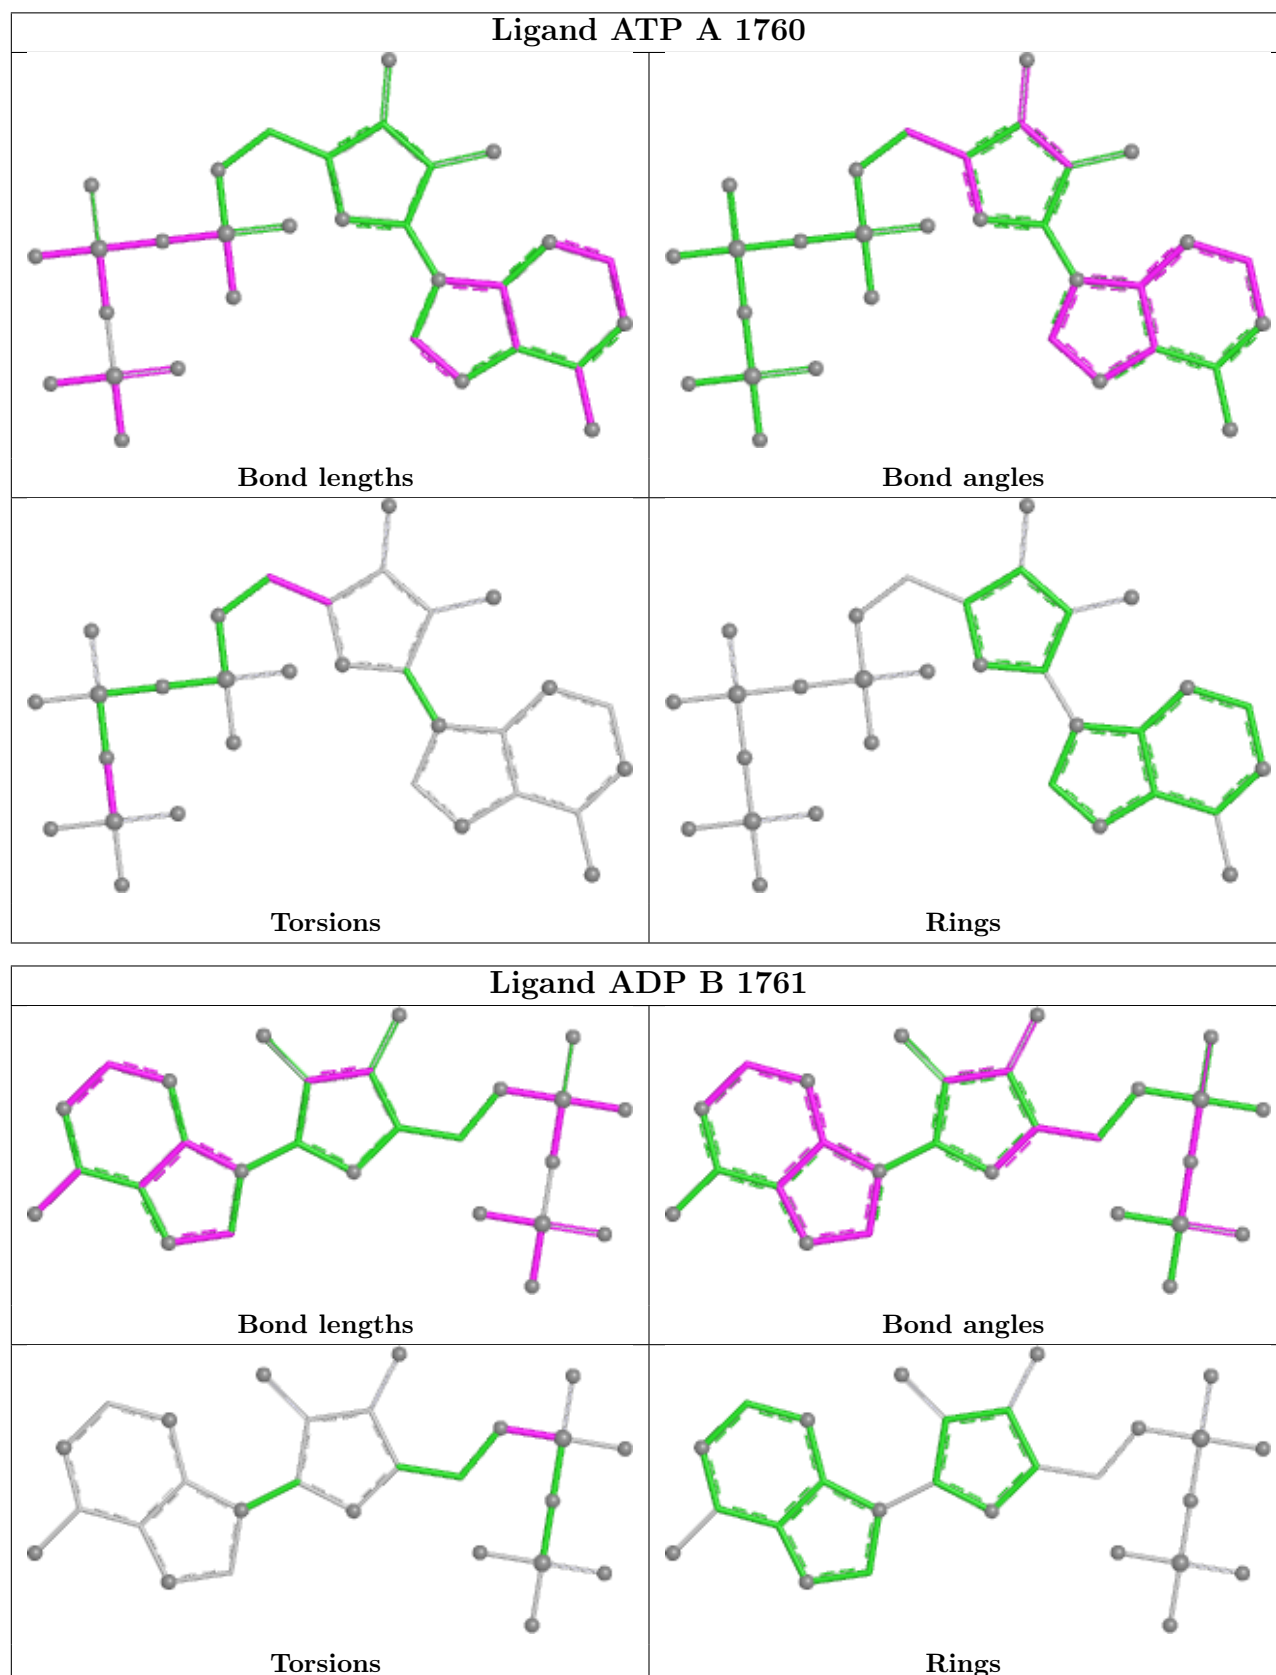 Ligand ATP A 1760
Bond lengths
Bond angles
Torsions
Rings
Ligand ADP B 1761
Bond lengths
Bond angles
Torsions
Rings